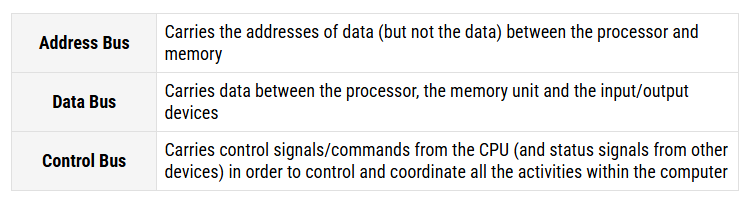 Address Bus
Carries the addresses of data (but not the data) between the processor and
memory
Data Bus
Carries data between the processor, the memory unit and the input/output
devices
Control Bus
Carries control signals/commands from the CPU (and status signals from other
devices) in order to control and coordinate all the activities within the computer